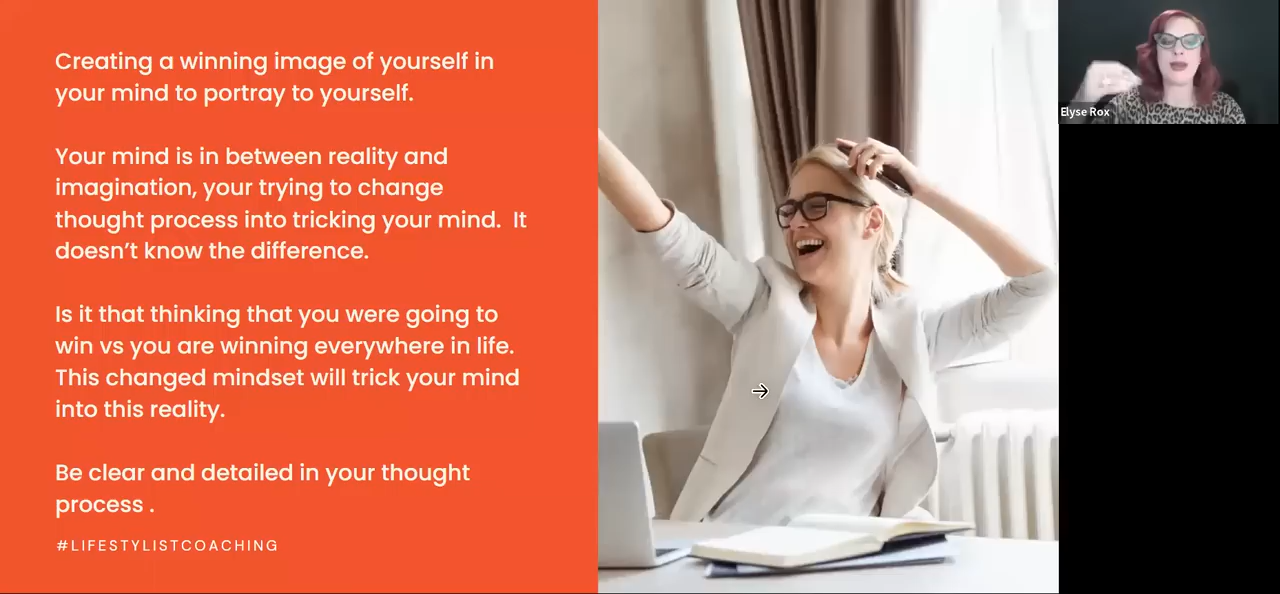 Creating a winning image of yourself in
your mind to portray to yourself.
Your mind is in between reality and
imagination, your trying to change
thought process into tricking your mind.  It
doesn't know the difference.
Is it that thinking that you were going to
win vs you are winning everywhere in life.
This changed mindset will trick your mind
into this reality.
Be clear and detailed in your thought
process .
#LIFESTYLISTCOACHING
Elyse Rox